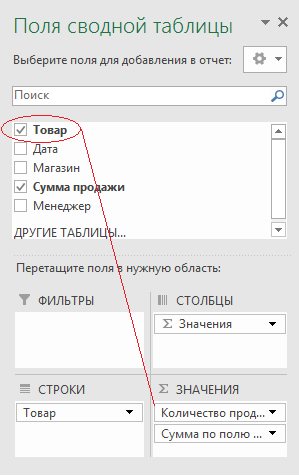 Поля сводной таблицы
Выберите поля для добавления в отчет:
Поиск
Товар
Дата
Магазин
Сумма продажи
Менеджер
ДРУГИЕ ТАБЛИЦЫ...
Перетащите поля в нужную область:
ФИЛЬТРЫ
СТОЛБЦЫ
Σ Значения
СТРОКИ
Товар
Σ ЗНАЧЕНИЯ
Количество прод...
Сумма по полю ...